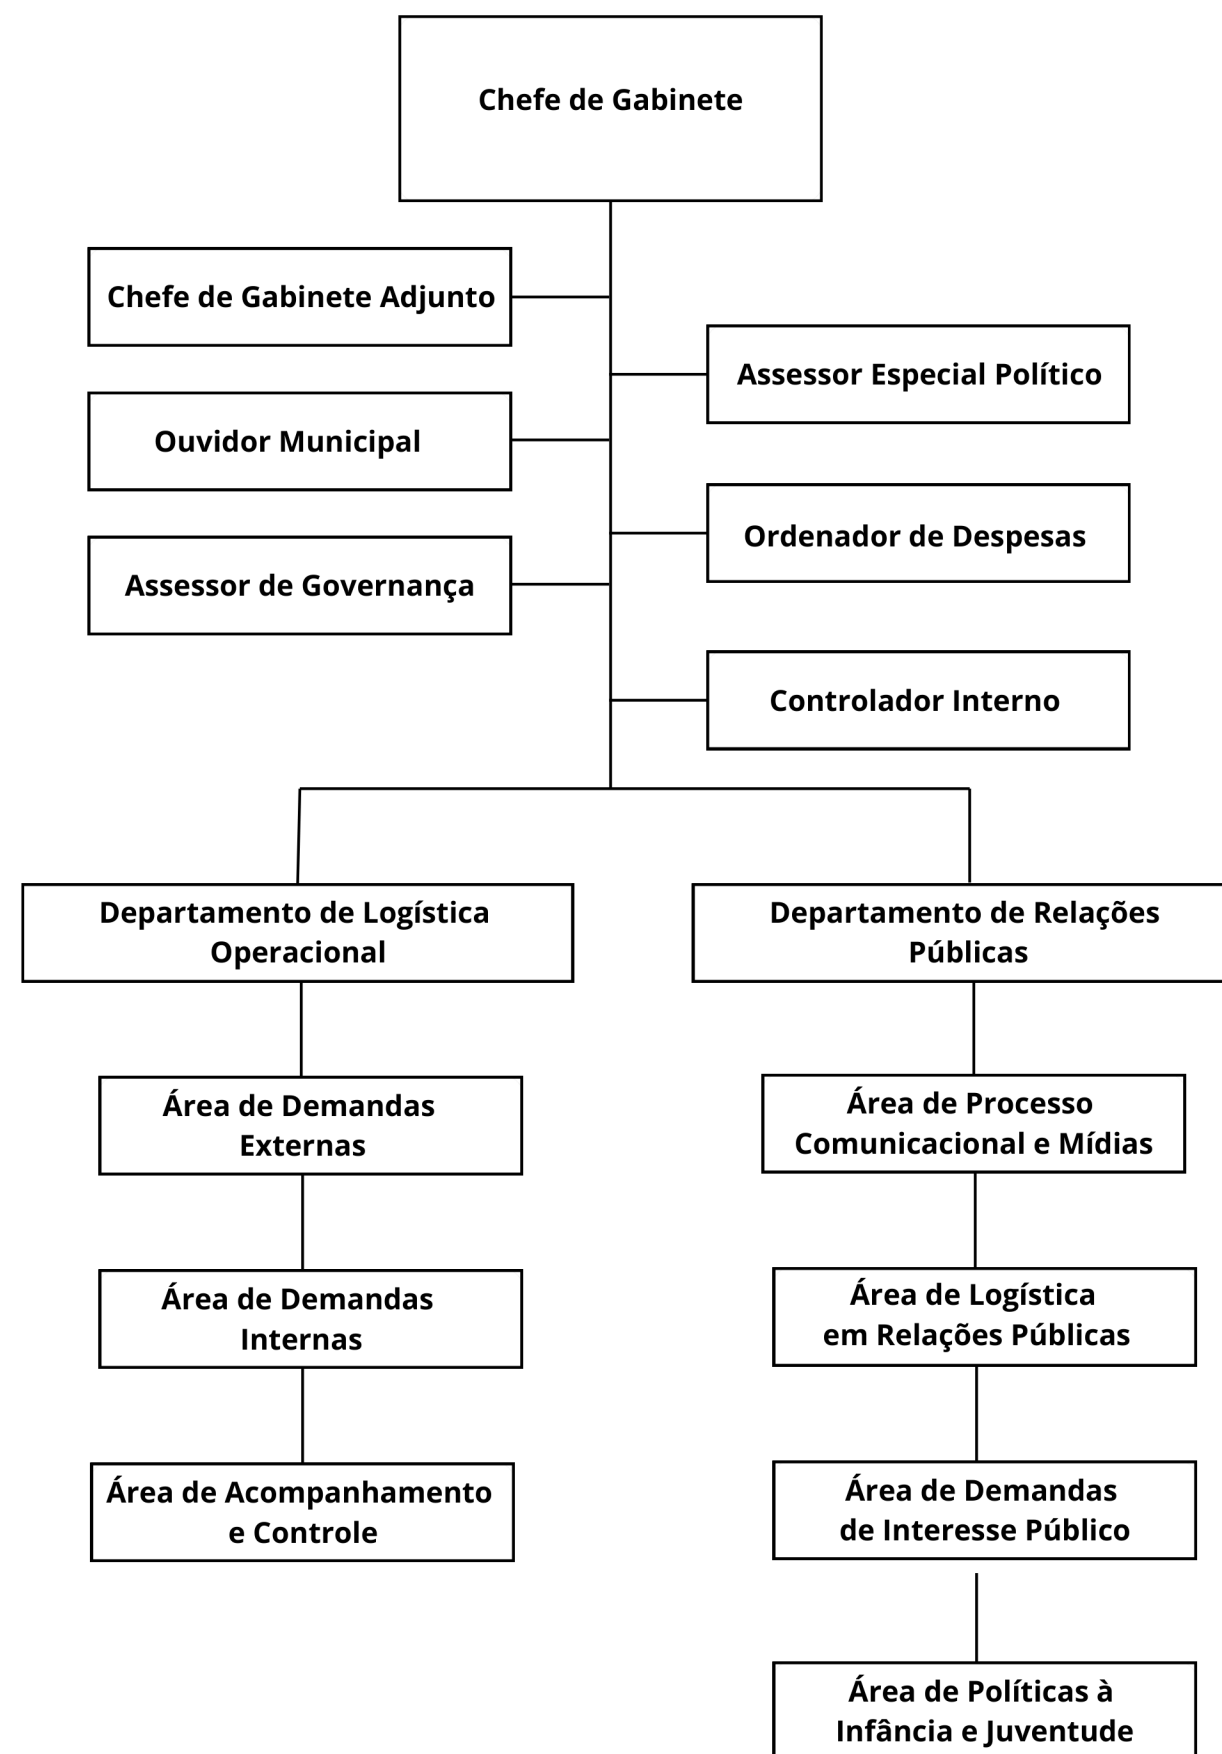 Chefe de Gabinete
Chefe de Gabinete Adjunto
Assessor Especial Político
Ouvidor Municipal
Ordenador de Despesas
Assessor de Governança
Controlador Interno
Departamento de Logística
Operacional
Departamento de Relações
Públicas
Área de Demandas
Externas
Área de Processo
Comunicacional e Mídias
Área de Demandas
Internas
Área de Logística
em Relações Públicas
Área de Acompanhamento
e Controle
Área de Demandas
de Interesse Público
Área de Políticas à
Infância e Juventude